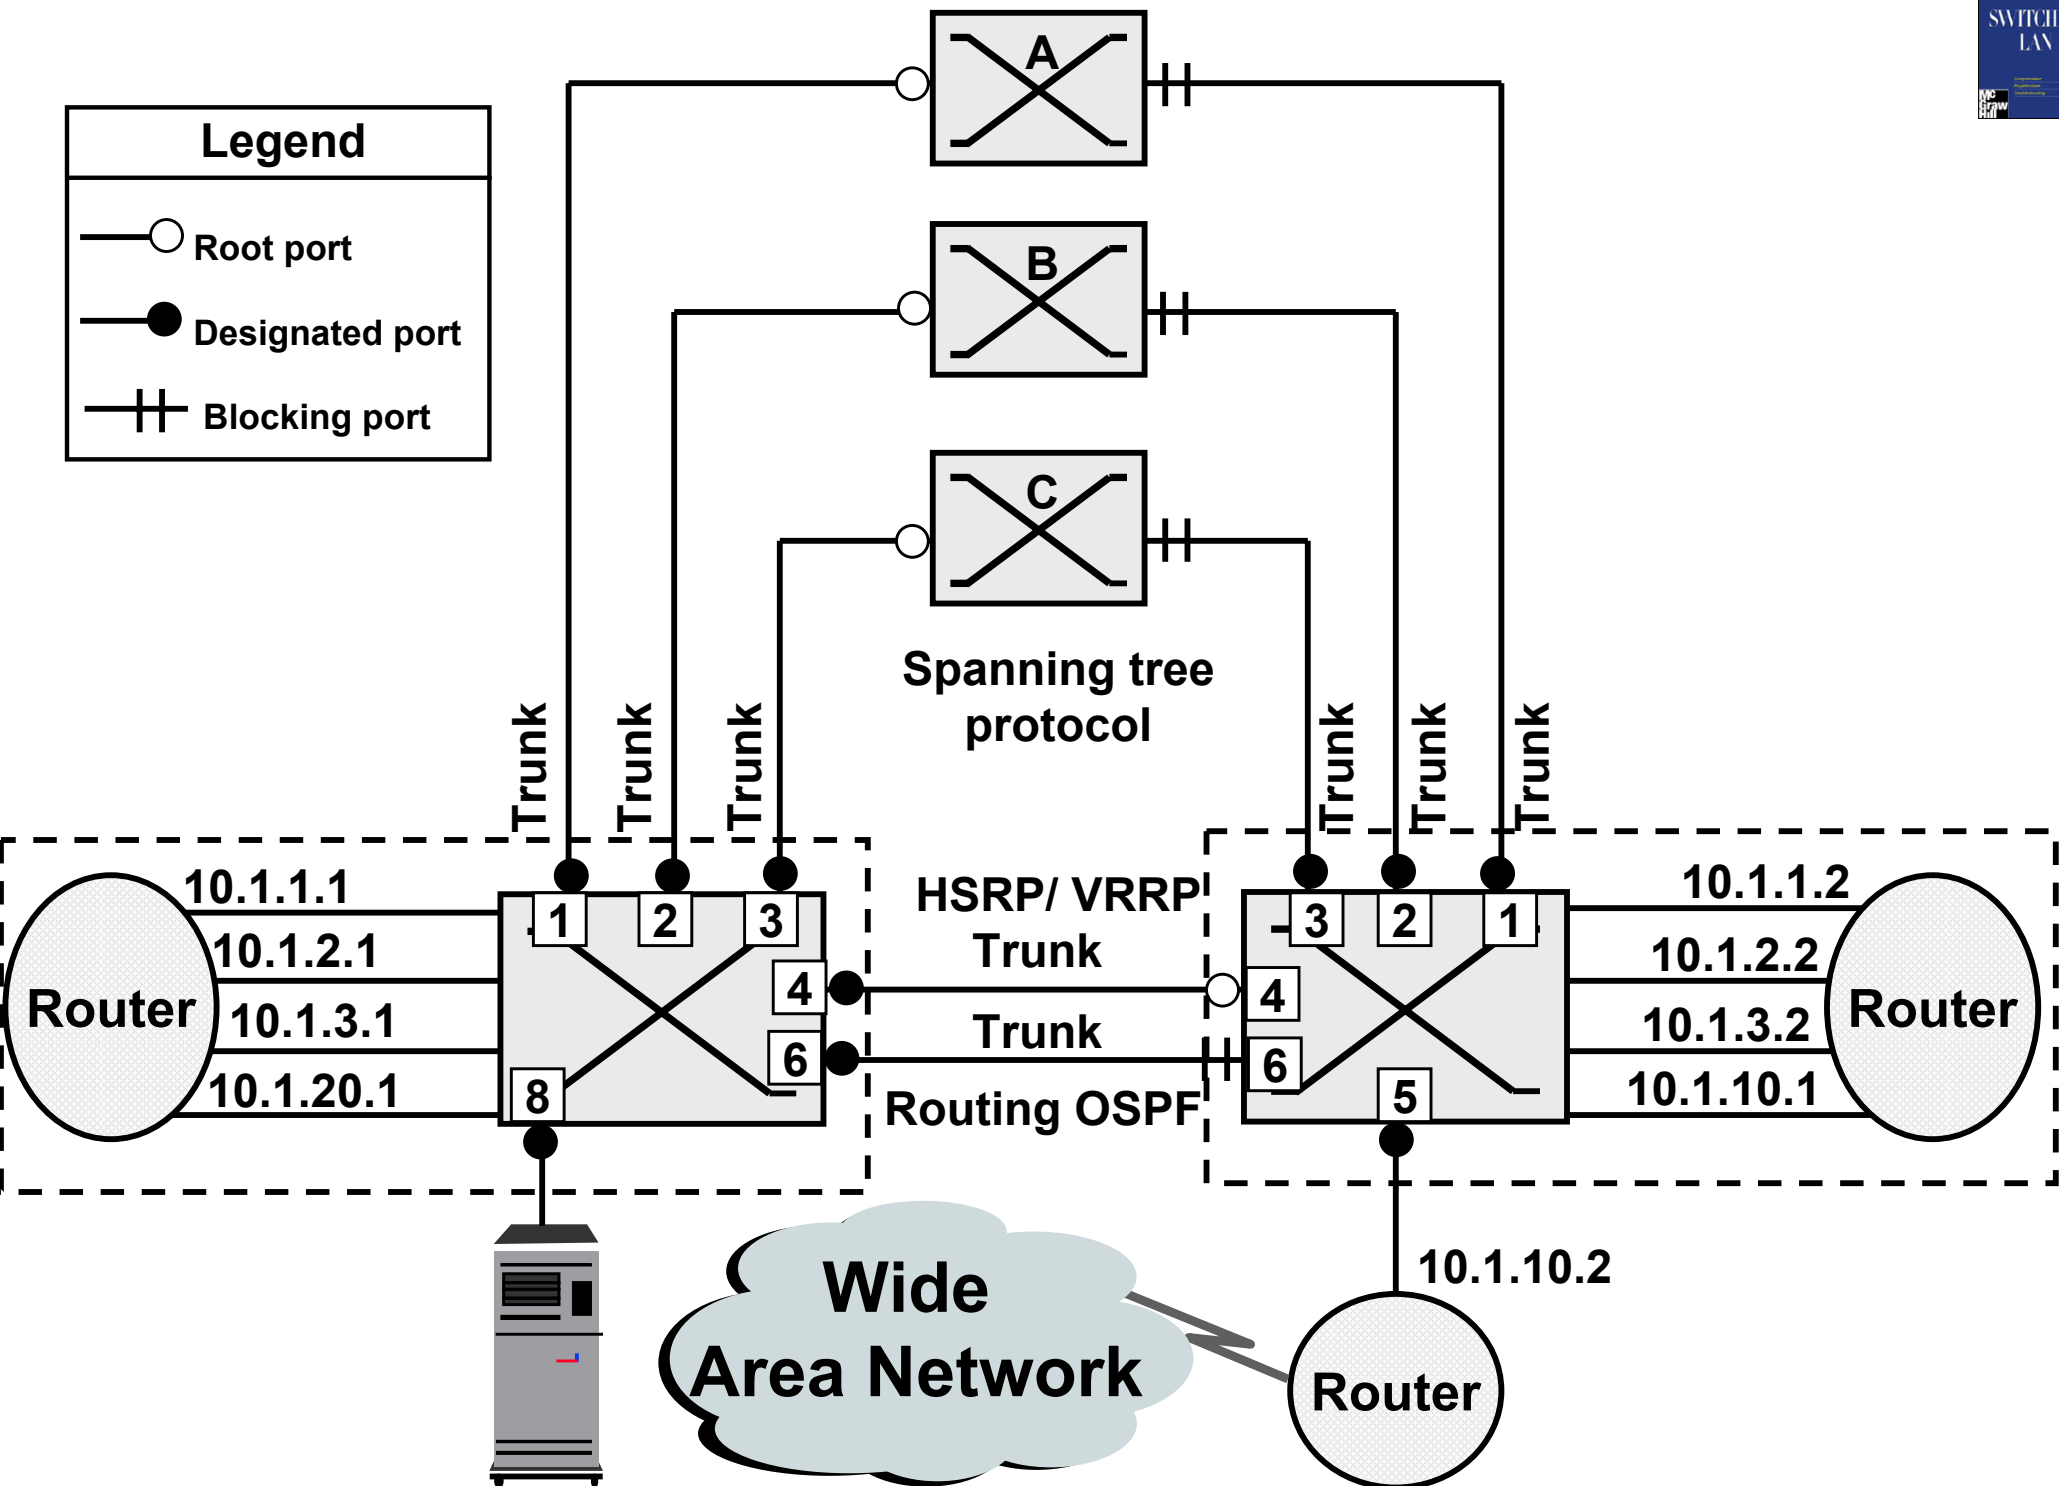 SWITCH
LAN
Mc
Graw
Hill
A
Legend
Root port
Designated port
Blocking port
B
C
Spanning tree
protocol
Trunk
Trunk
Trunk
Trunk
Trunk
Trunk
10.1.1.1
10.1.2.1
10.1.3.1
10.1.20.1
Router
1
2
3
4
6
8
HSRP/ VRRP
Trunk
Trunk
Routing OSPF
3
2
1
4
6
5
10.1.1.2
10.1.2.2
10.1.3.2
10.1.10.1
Router
Wide
Area Network
10.1.10.2
Router